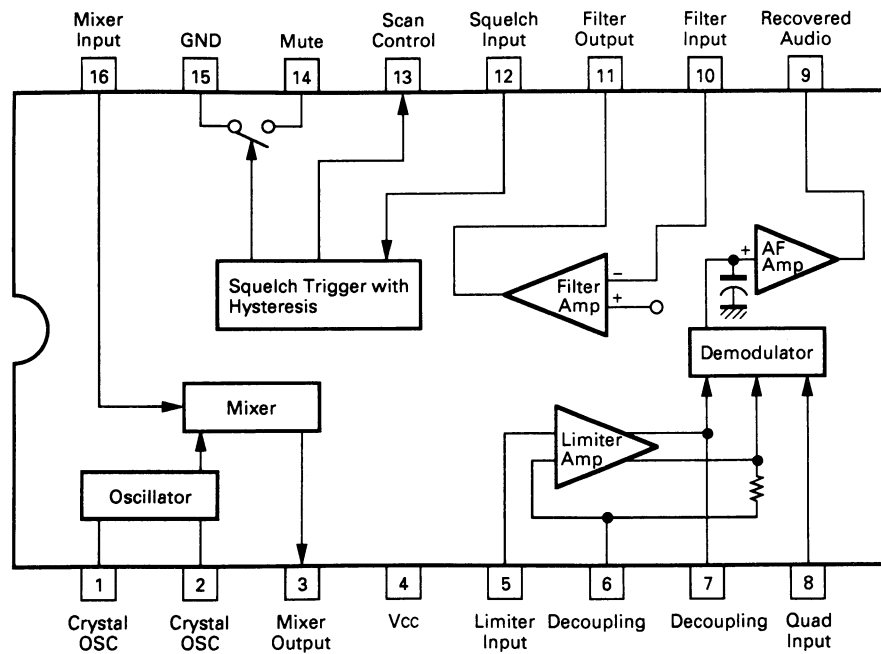 Mixer
Input
GND
Mute
Scan
Control
Squelch
Input
Filter
Output
Filter
Input
Recovered
Audio
16
15
14
13
12
11
10
9
Squelch Trigger with
Hysteresis
Filter
Amp
−
+
+
AF
Amp
Demodulator
Mixer
Limiter
Amp
Oscillator
1
2
3
4
5
6
7
8
Crystal
OSC
Crystal
OSC
Mixer
Output
Vcc
Limiter
Input
Decoupling
Decoupling
Quad
Input